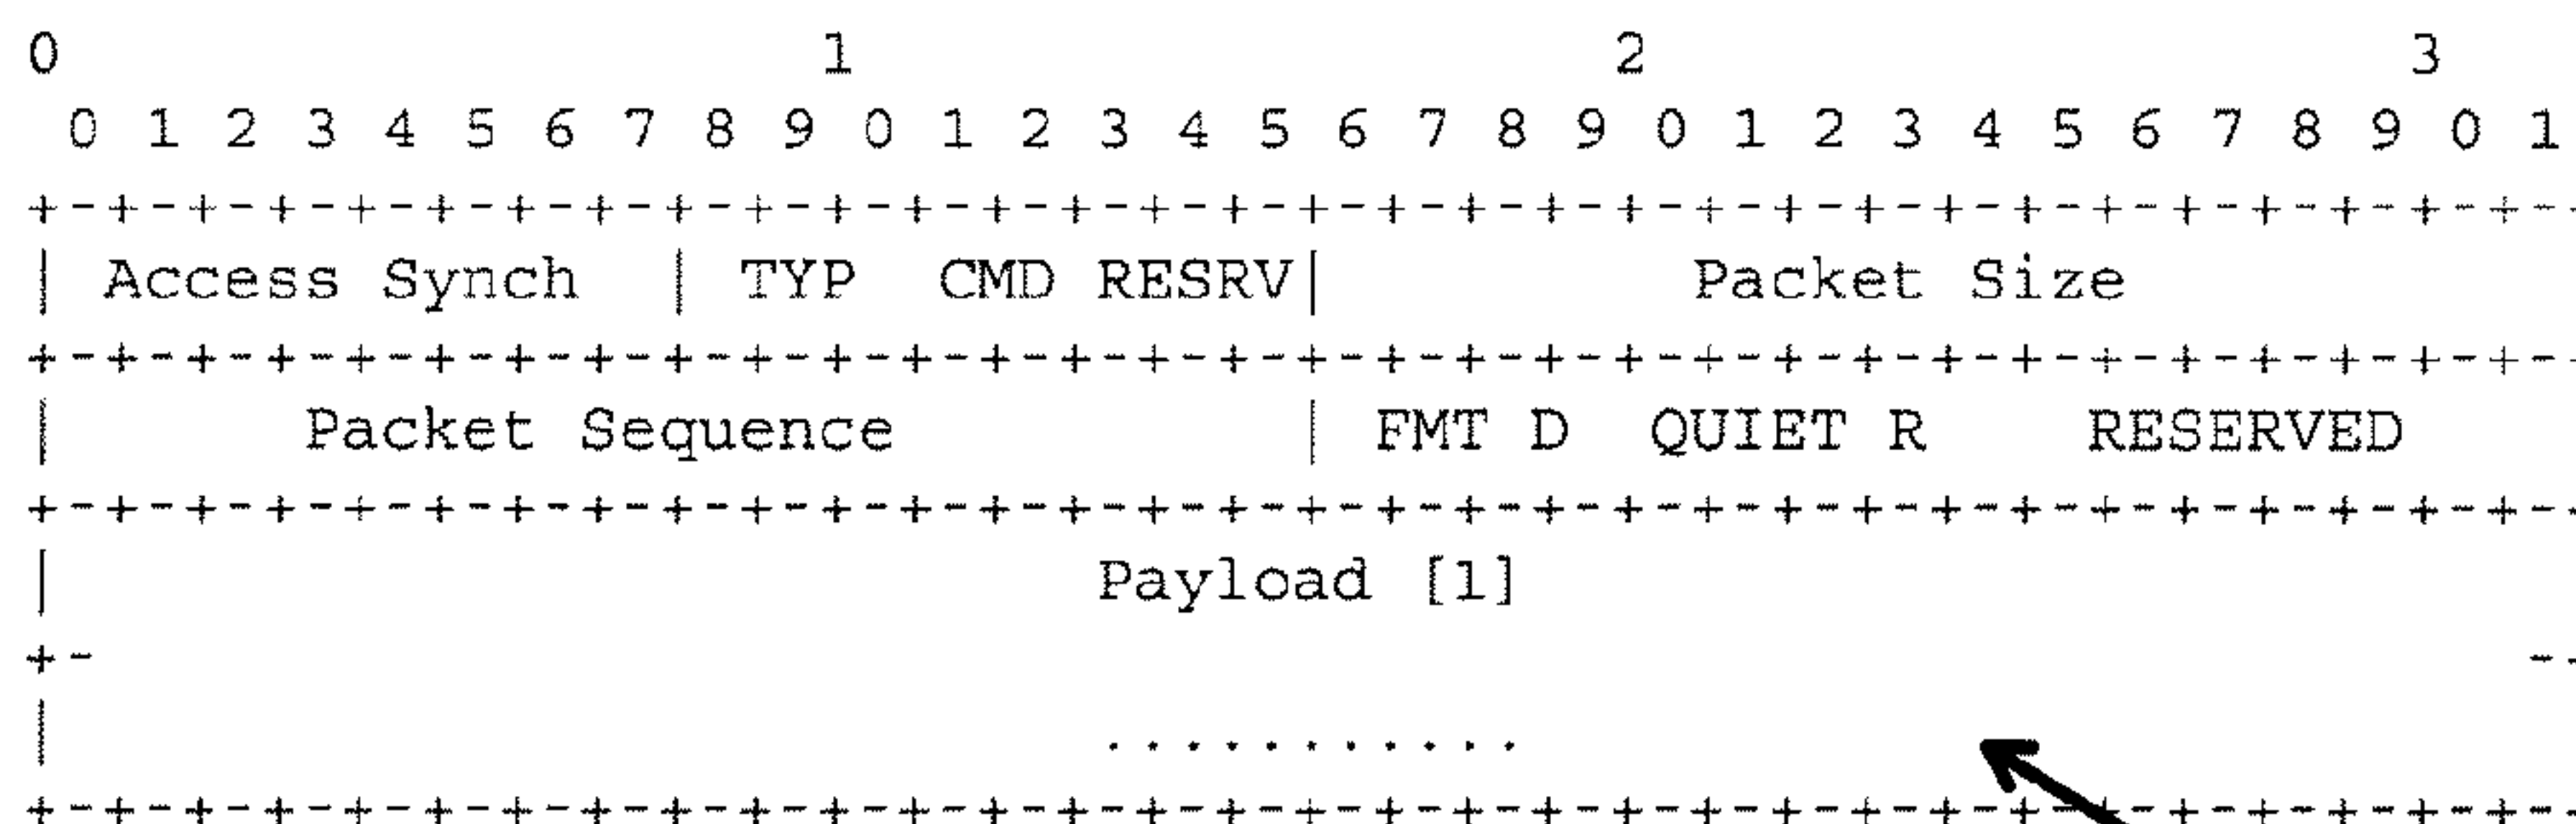 0 1 2 3
0 1 2 3 4 5 6 7 8 9 0 1 2 3 4 5 6 7 8 9 0 1 2 3 4 5 6 7 8 9 0 1
+-+-+-+-+-+-+-+-+-+-+-+-+-+-+-+-+-+-+-+-+-+-+-+-+-+-+-+-+-+-+-+-
| Access Synch | TYP CMD RESRV| Packet Size
+-+-+-+-+-+-+-+-+-+-+-+-+-+-+-+-+-+-+-+-+-+-+-+-+-+-+-+-+-+-+-+-
| Packet Sequence | FMT D QUIET R RESERVED
+-+-+-+-+-+-+-+-+-+-+-+-+-+-+-+-+-+-+-+-+-+-+-+-+-+-+-+-+-+-+-+-
| Payload [1]
+- -
| ...........
+-+-+-+-+-+-+-+-+-+-+-+-+-+-+-+-+-+-+-+-+-+-+-+-+-+-+-+-+-+-+-+-